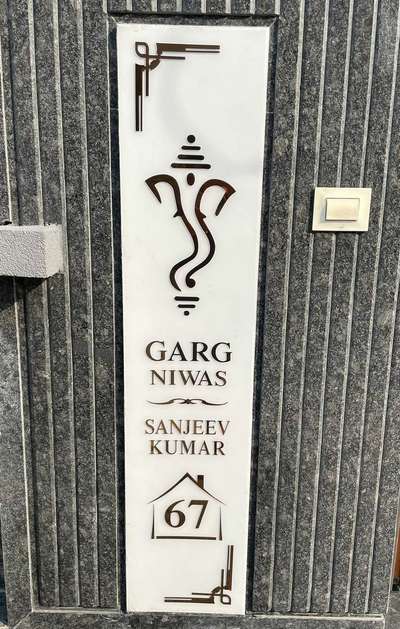 GARG
NIWAS
SANJEEV
KUMAR
67